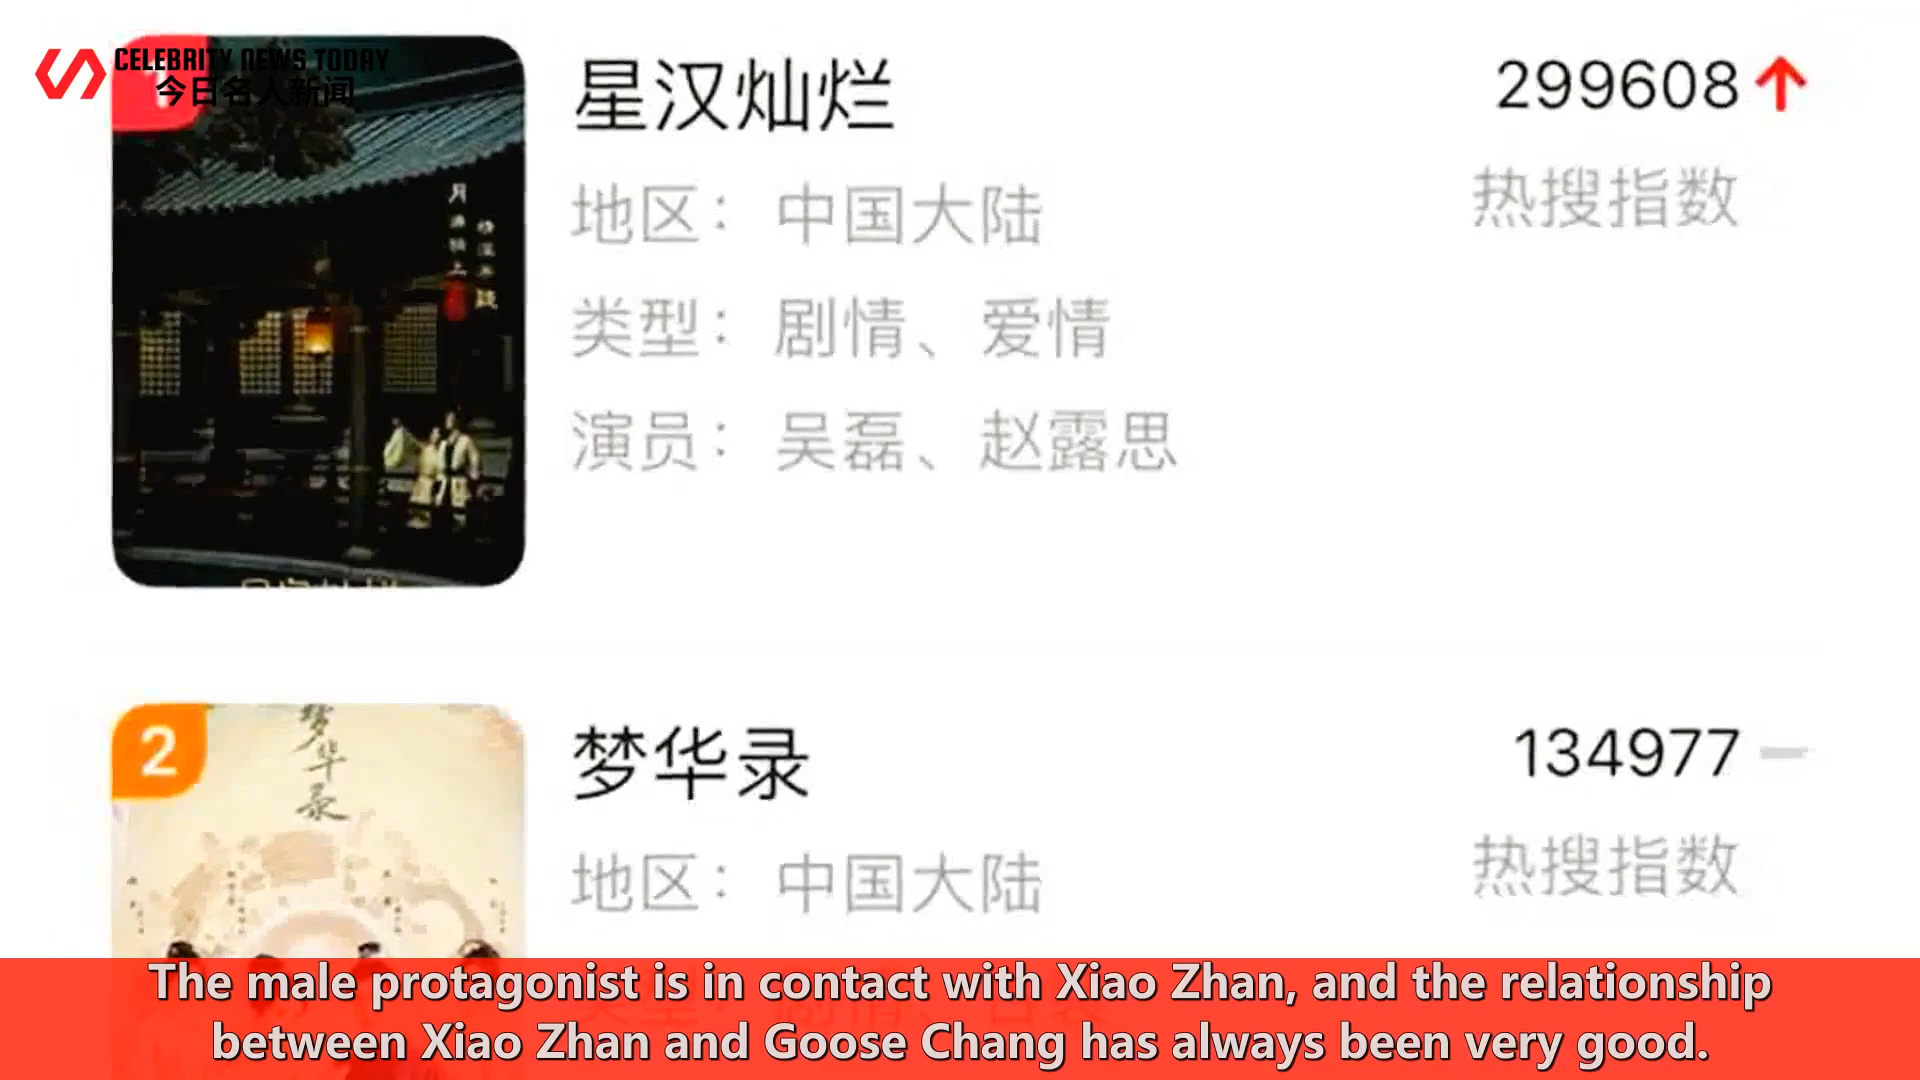 CELEBRITY NEWS TODAY
今日名人新闻
星汉灿烂
299608
热搜指数
地区： 中国大陆
类型： 剧情、爱情
演员： 吴磊、赵露思
2
梦华录
梦华录
134977
热搜指数
地区： 中国大陆
The male protagonist is in contact with Xiao Zhan, and the relationship
between Xiao Zhan and Goose Chang has always been very good.